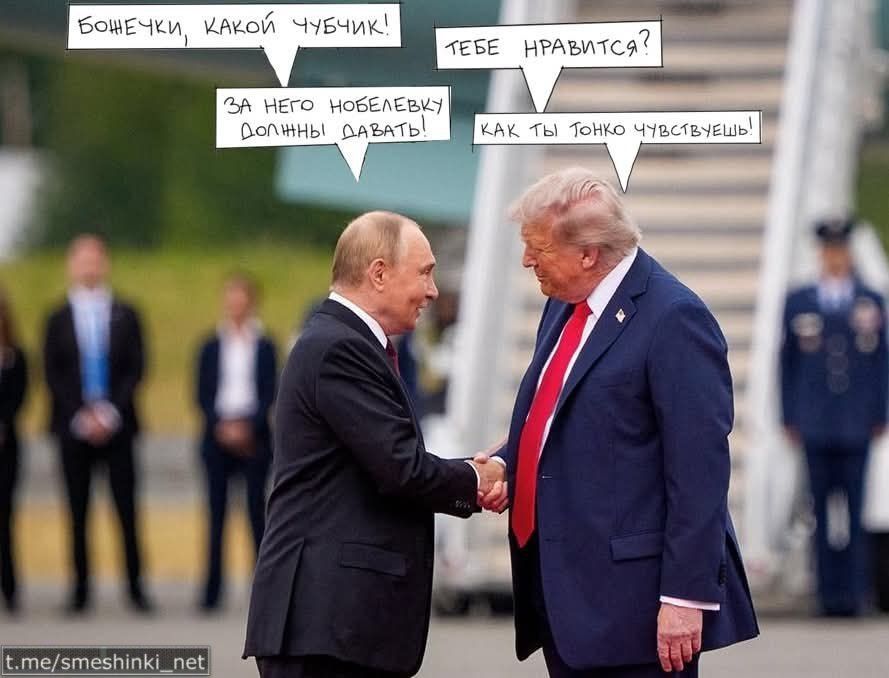 БОЖЕЧКИ, КАКОЙ ЧУБЧИК!
ТЕБЕ НРАВИТСЯ?
ЗА НЕГО НОБЕЛЕВКУ
ДОЛЖНЫ ДАВАТЬ!
КАК ТЫ ТОНКО ЧУВСТВУЕШЬ!
t.me/smeshinki_net